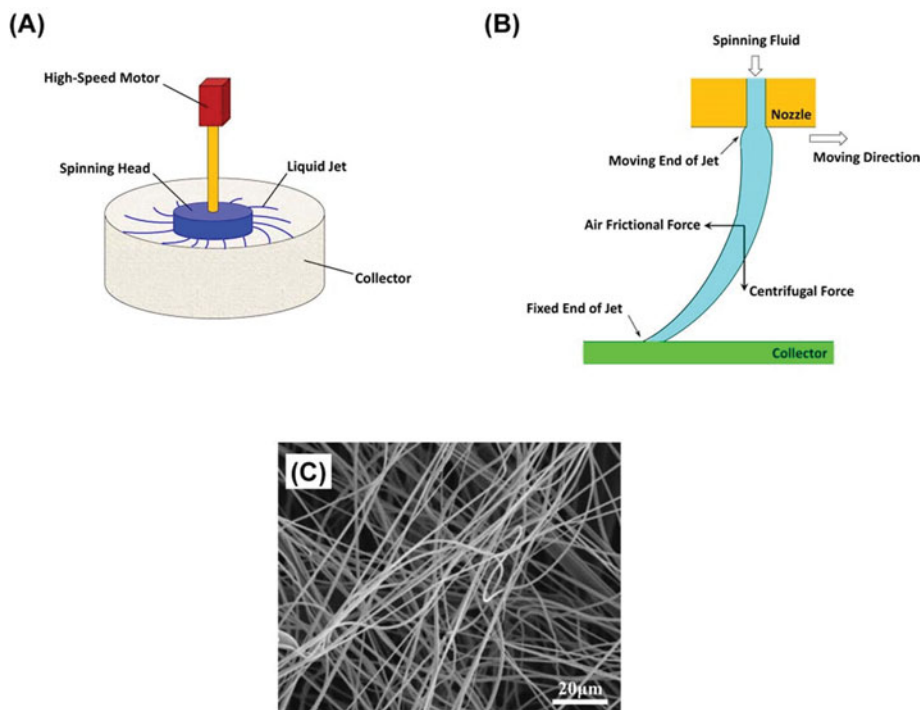 (A)
High-Speed Motor
Spinning Head
Liquid Jet
Collector
(B)
Spinning Fluid
Nozzle
Moving End of Jet
Moving Direction
Air Frictional Force
Centrifugal Force
Fixed End of Jet
Collector
(C)
20μm